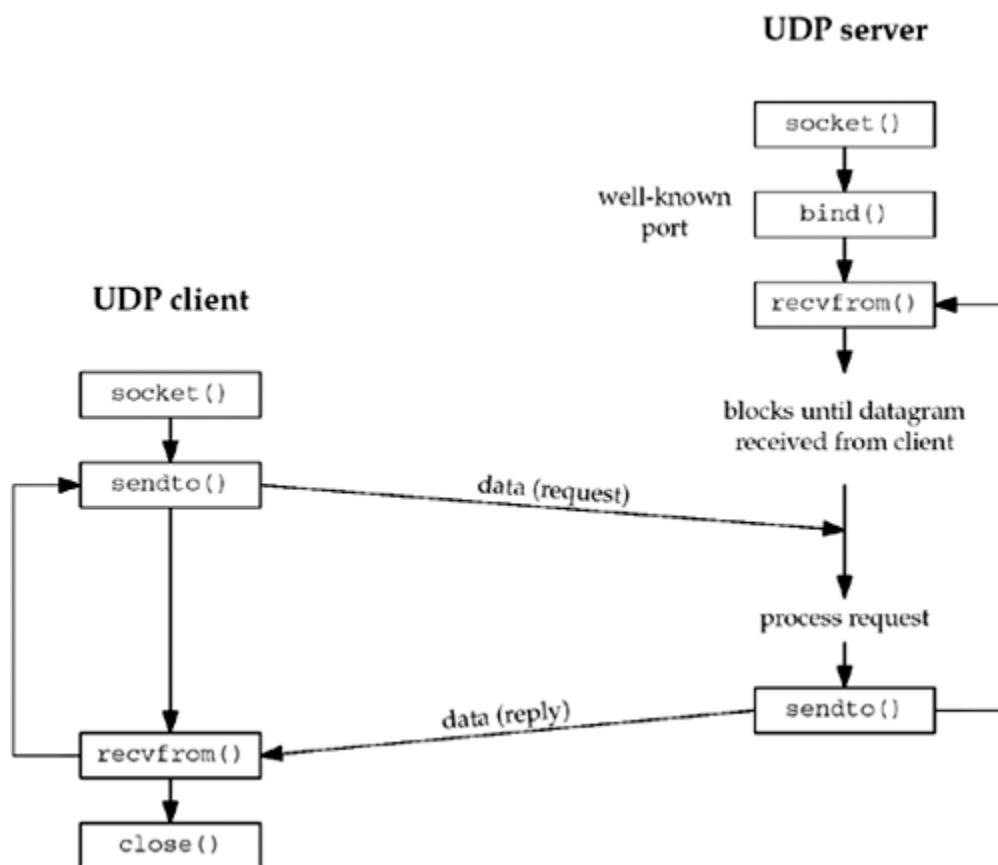 UDP server
socket()
well-known
port
bind()
recvfrom()
UDP client
socket()
blocks until datagram
received from client
sendto()
data (request)
process request
data (reply)
sendto()
recvfrom()
close()